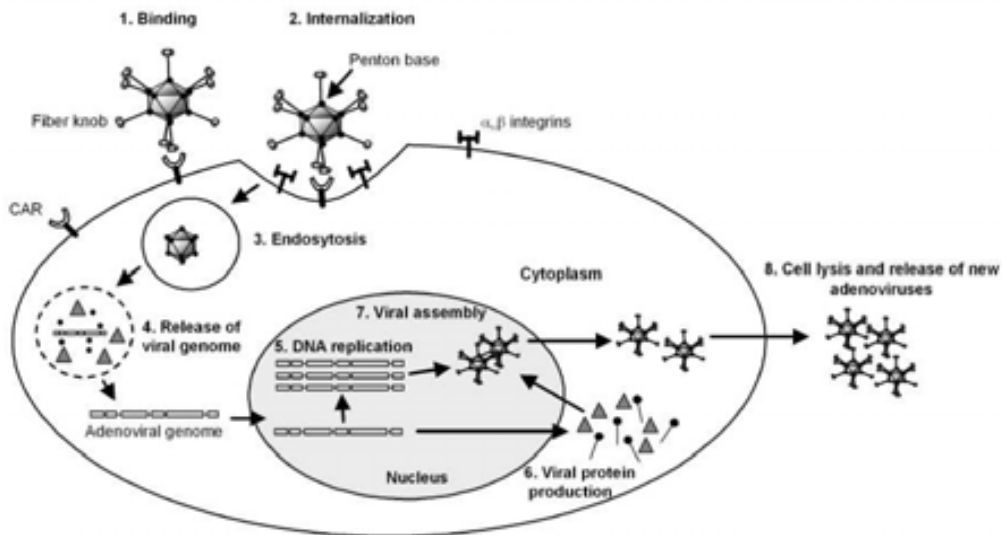 1. Binding
2. Internalization
Penton base
Fiber knob
α,β integrins
CAR
3. Endosytosis
Cytoplasm
8. Cell lysis and release of new
adenoviruses
4. Release of
viral genome
7. Viral assembly
5. DNA replication
Adenoviral genome
Nucleus
6. Viral protein
production